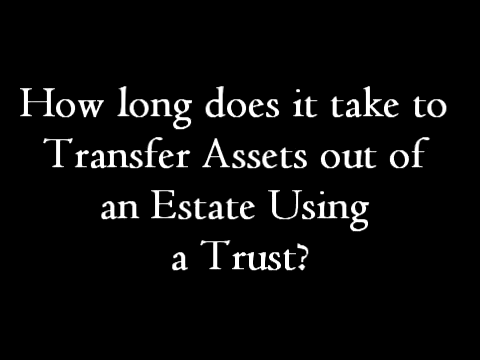 How long does it take to
Transfer Assets out of
an Estate Using
a Trust?